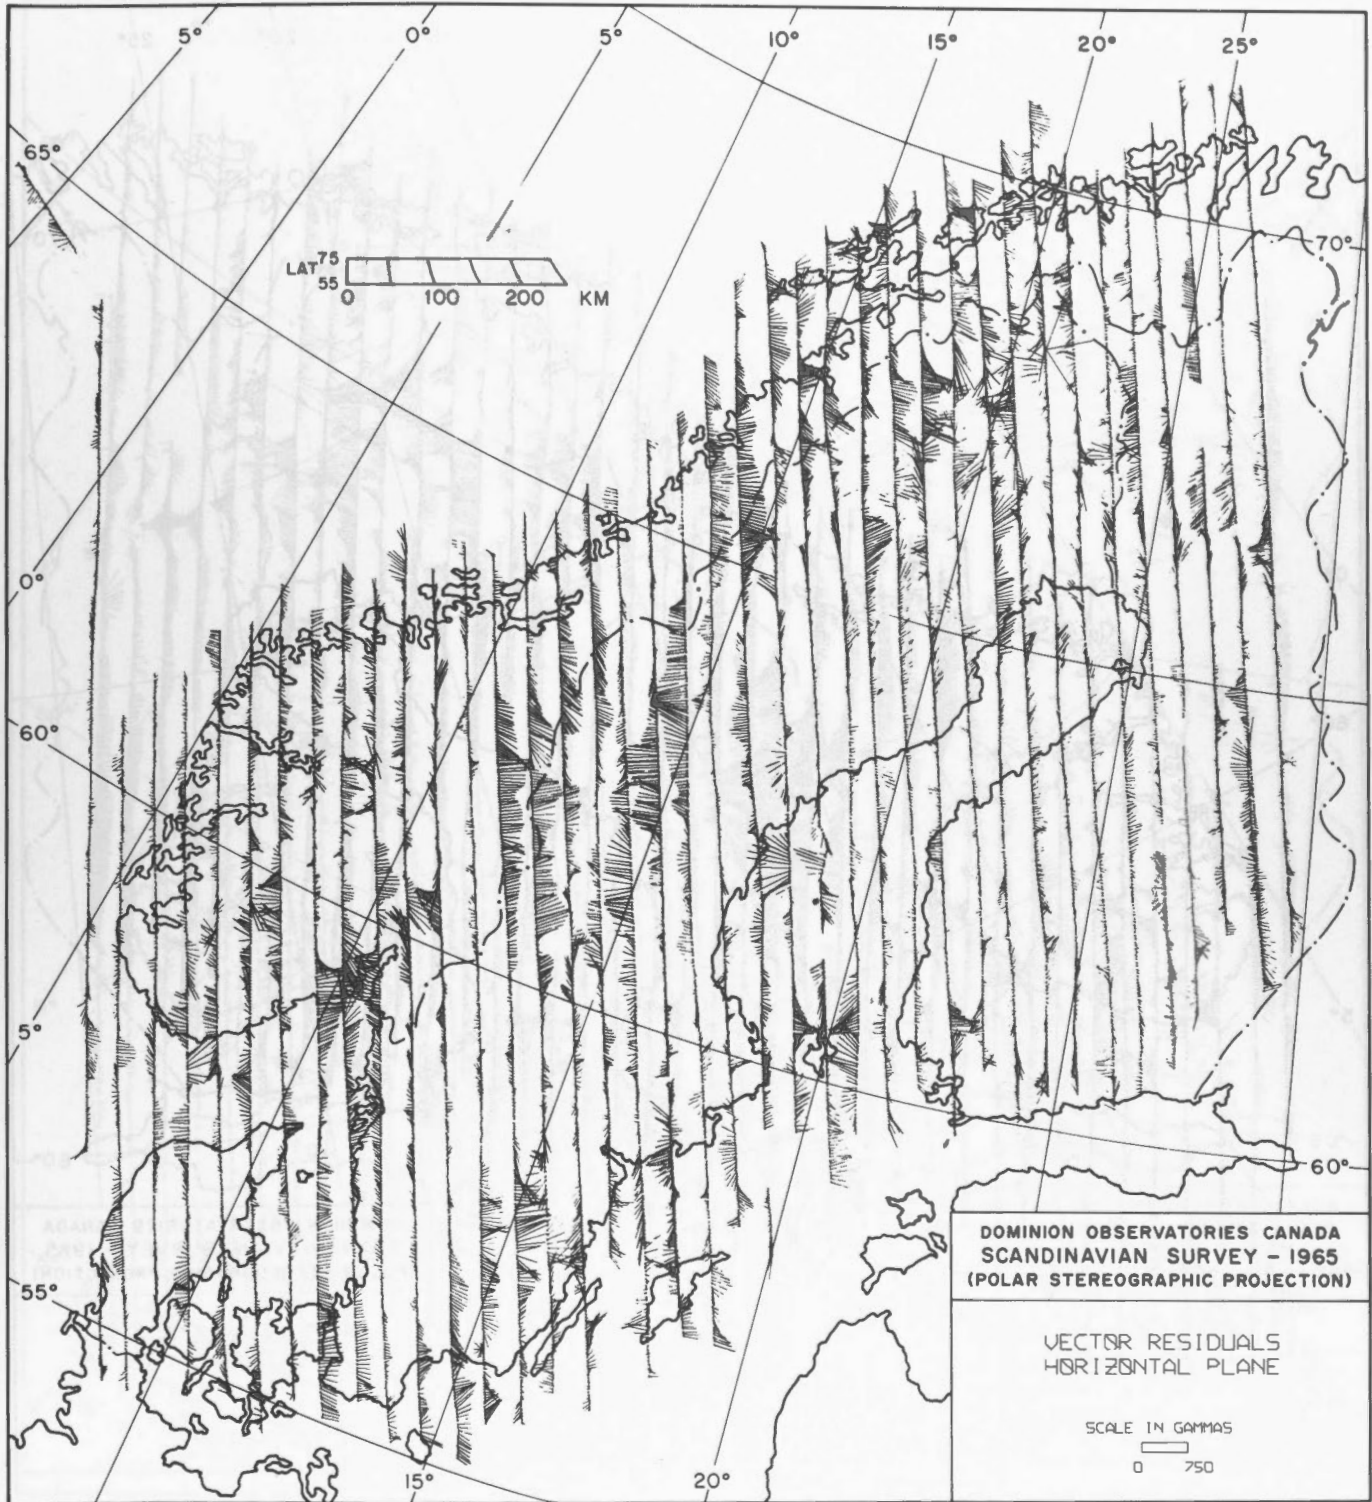 5° 0° 5° 10° 15° 20° 25°
65°
70°
LAT 75
55
0 100 200 KM
0°
60°
5°
60°
55°
15° 20°
DOMINION OBSERVATORIES CANADA
SCANDINAVIAN SURVEY - 1965
(POLAR STEREOGRAPHIC PROJECTION)
VECTOR RESIDUALS
HORIZONTAL PLANE
SCALE IN GAMMAS
0 750